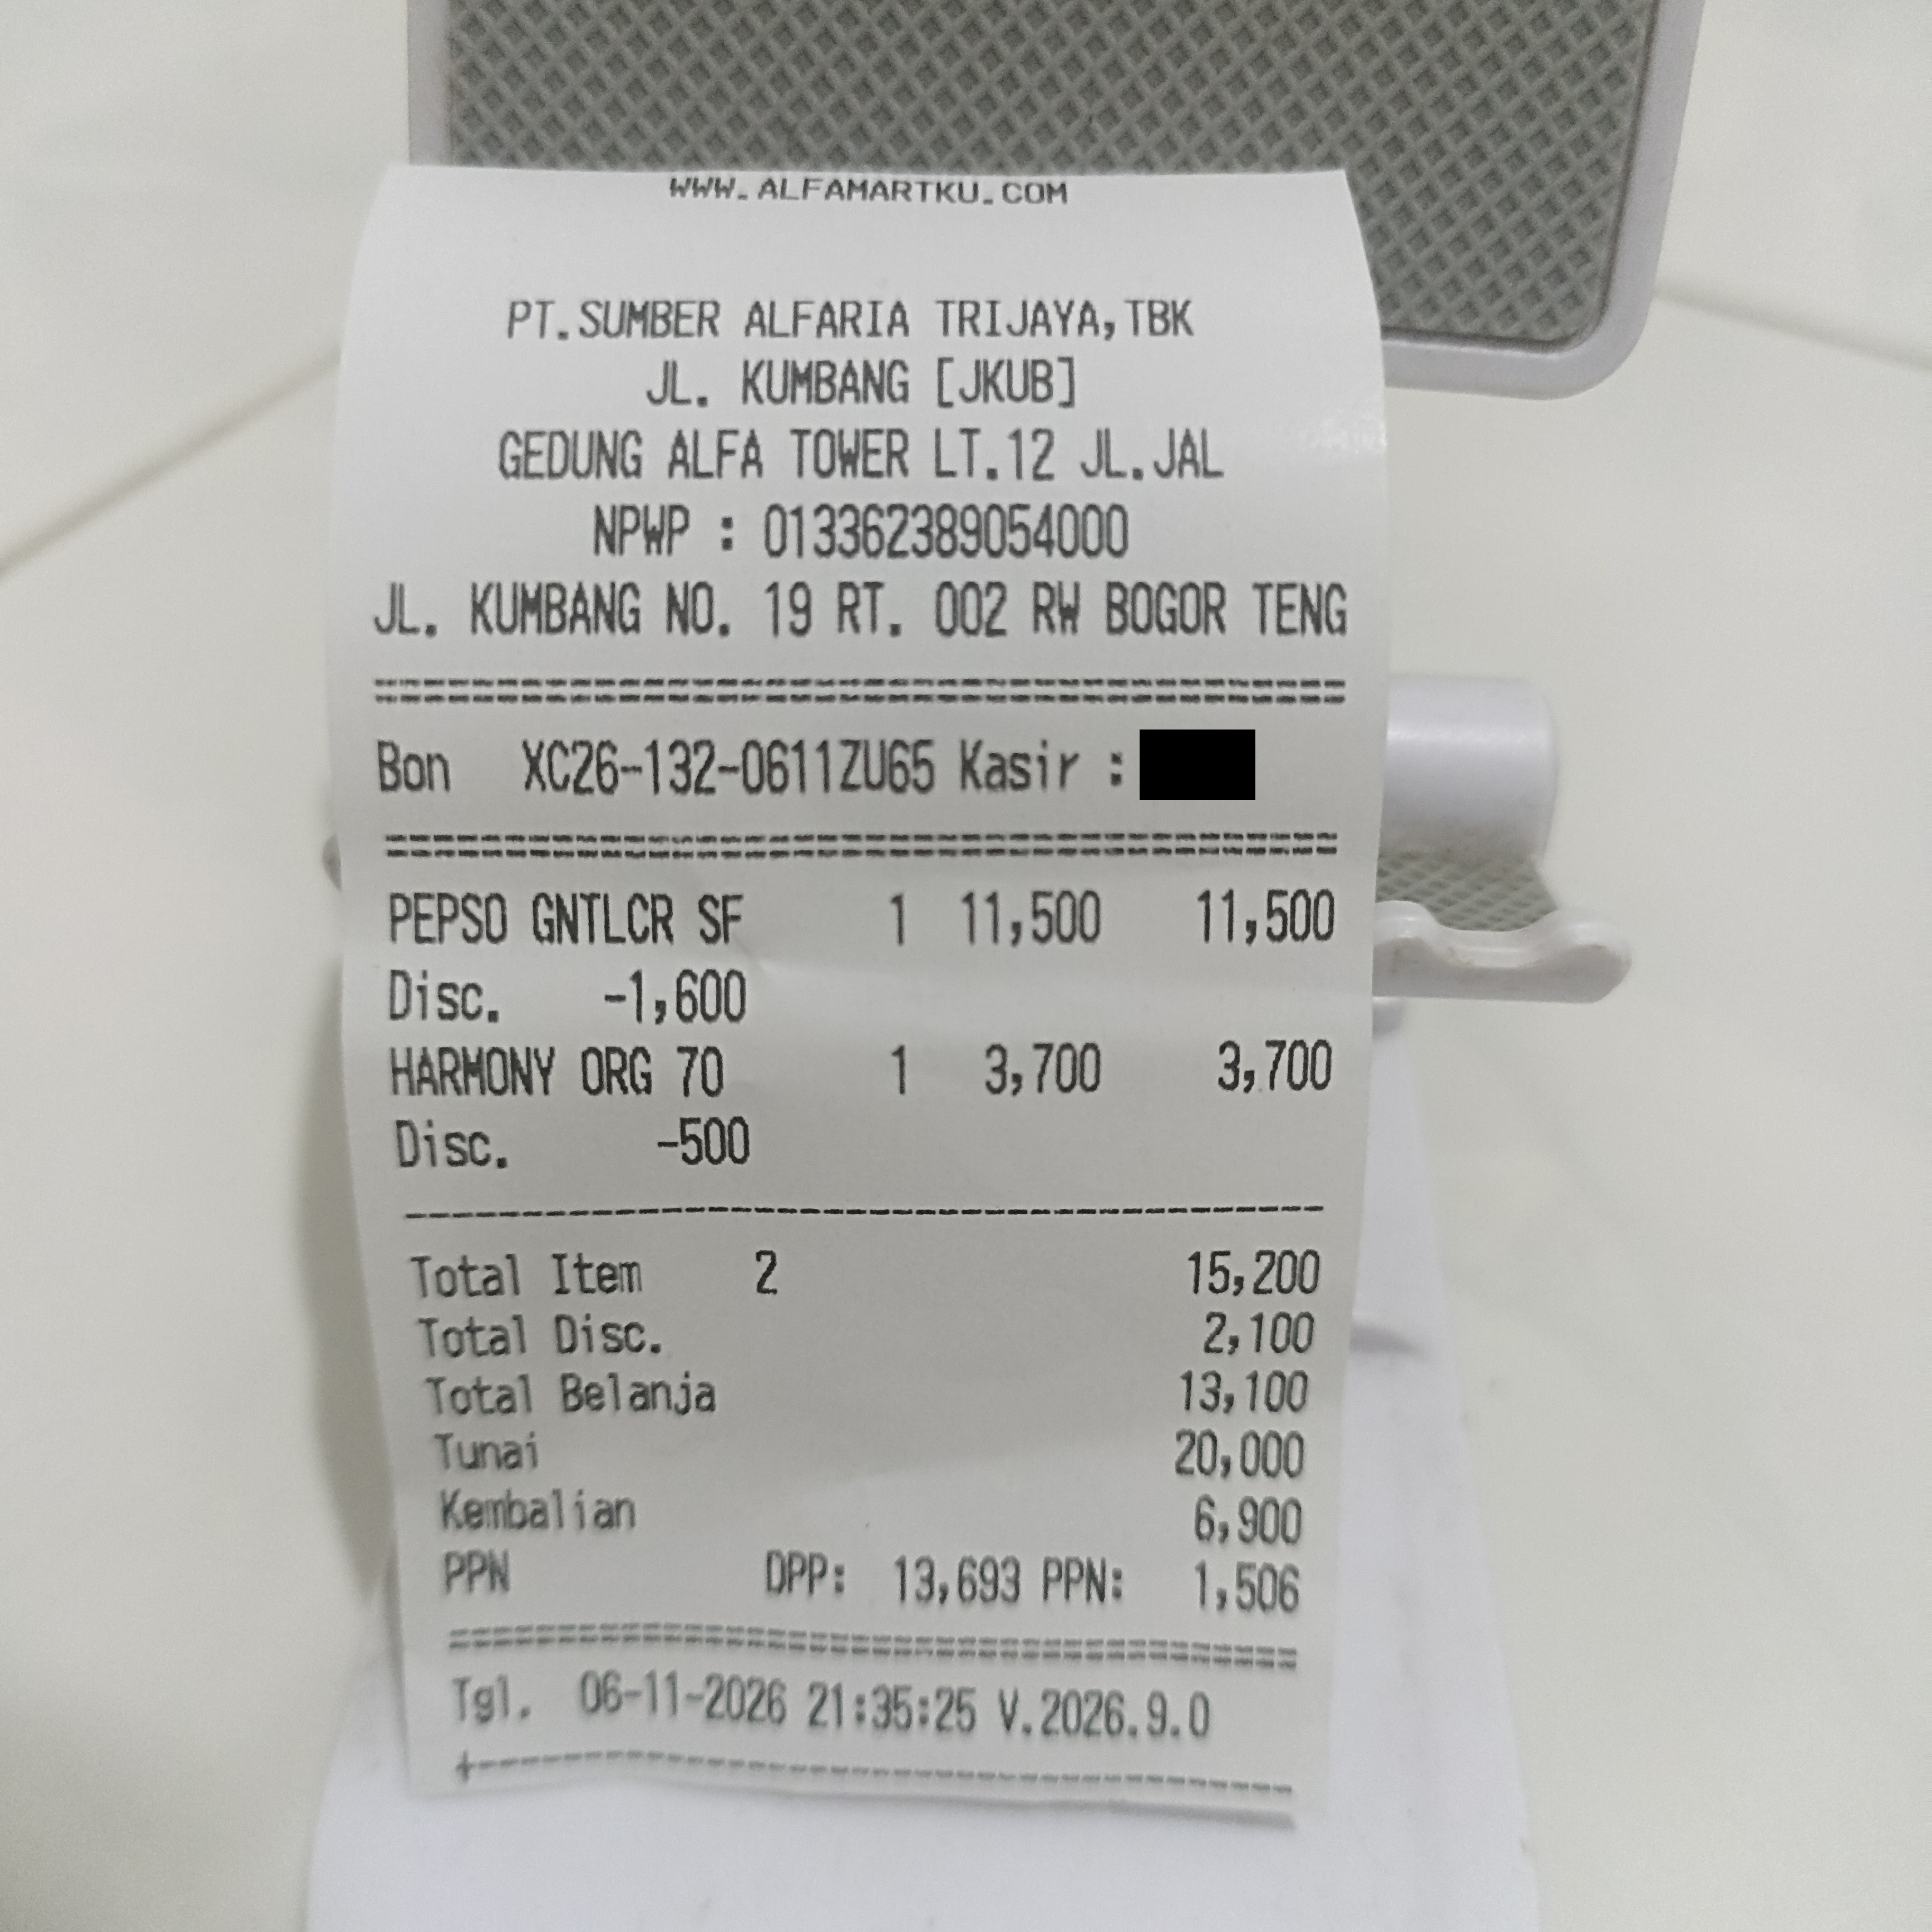 WWW.ALFAMARTKU.COM
PT.SUMBER ALFARIA TRIJAYA,TBK
JL. KUMBANG [JKUB]
GEDUNG ALFA TOWER LT.12 JL.JAL
NPWP : 013362389054000
JL. KUMBANG NO. 19 RT. 002 RW BOGOR TENG
Bon XC26-132-0611ZU65 Kasir :
PEPSO GNTLCR SF 1 11,500 11,500
Disc. -1,600
HARMONY ORG 70 1 3,700 3,700
Disc. -500
Total Item 2 15,200
Total Disc. 2,100
Total Belanja 13,100
Tunai 20,000
Kembalian 6,900
PPN DPP: 13,693 PPN: 1,506
Tgl. 06-11-2026 21:35:25 V.2026.9.0